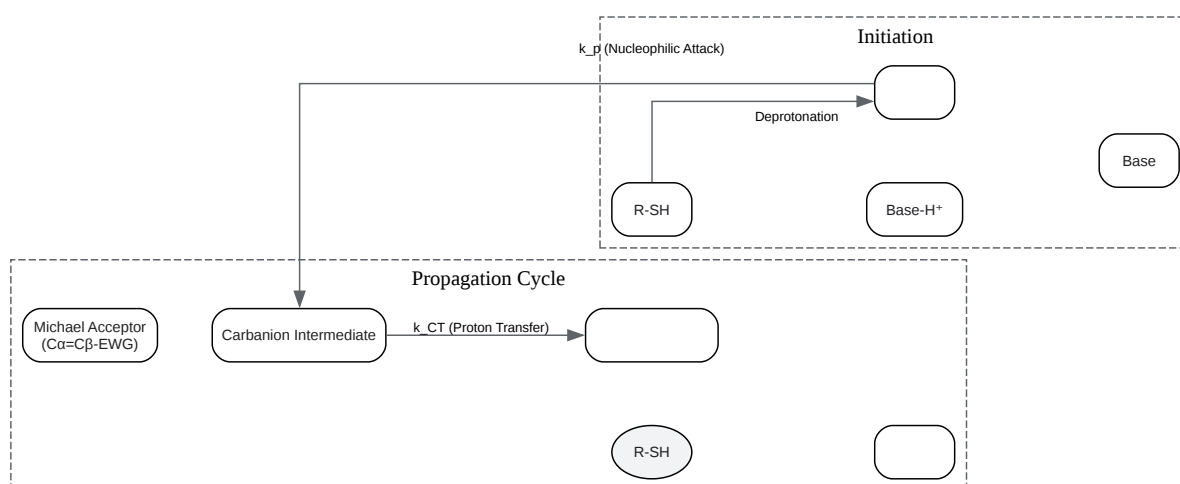 Initiation
k_p (Nucleophilic Attack)
Deprotonation
Base
R-SH
Base-H⁺
Propagation Cycle
Michael Acceptor
(Cα=Cβ-EWG)
Carbanion Intermediate
k_CT (Proton Transfer)
R-SH